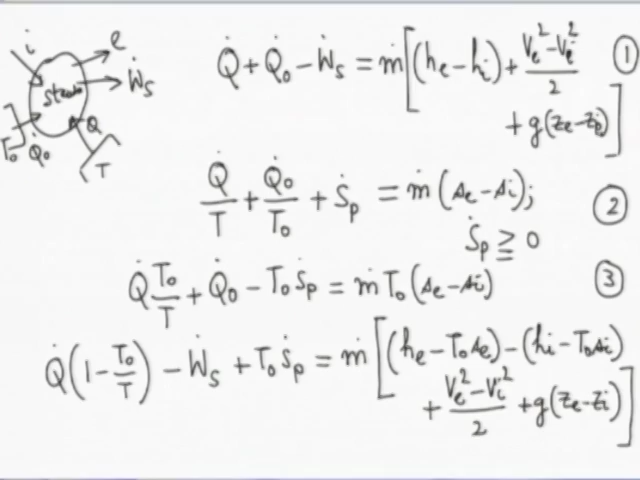 i e
Ẇs
steady
Q
T₀ Q̇₀
T
Q̇ + Q̇₀ − Ẇs = ṁ[(he − hi) + (Ve² − Vi²)/2 ①
+ g(ze − zi)]
Q̇/T + Q̇₀/T₀ + Ṡp = ṁ(se − si); ②
Ṡp ≧ 0
Q̇ T₀/T + Q̇₀ − T₀Ṡp = ṁT₀(se − si) ③
Q̇(1 − T₀/T) − Ẇs + T₀Ṡp = ṁ[(he − T₀se) − (hi − T₀si)
+ (Ve² − Vi²)/2 + g(ze − zi)]